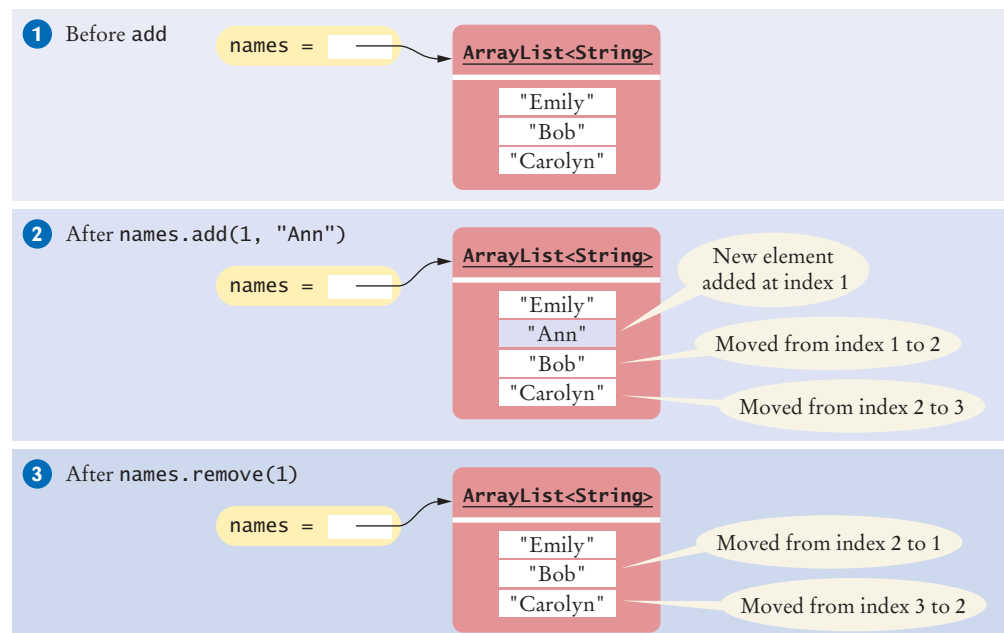 1 Before add
names =
ArrayList<String>
"Emily"
"Bob"
"Carolyn"
2 After names.add(1, "Ann")
names =
ArrayList<String>
"Emily"
"Ann"
"Bob"
"Carolyn"
New element
added at index 1
Moved from index 1 to 2
Moved from index 2 to 3
3 After names.remove(1)
names =
ArrayList<String>
"Emily"
"Bob"
"Carolyn"
Moved from index 2 to 1
Moved from index 3 to 2